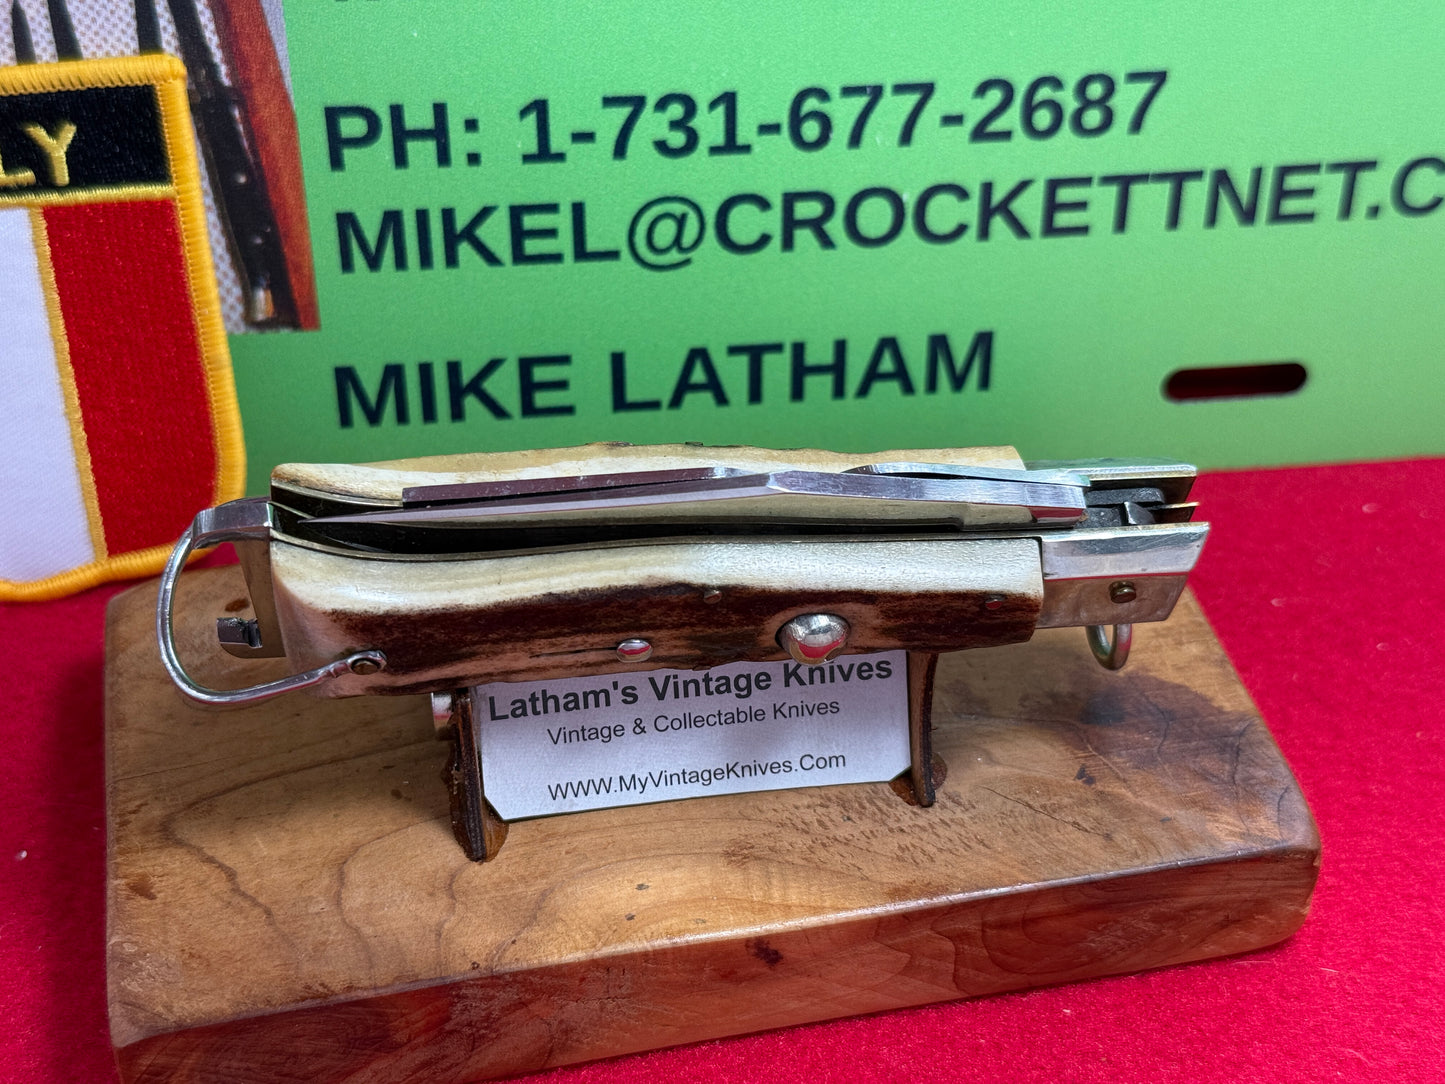 PH: 1-731-677-2687
LY
MIKEL@CROCKETTNET.C
MIKE LATHAM
Latham's Vintage Knives
Vintage & Collectable Knives
WWW.MyVintageKnives.Com